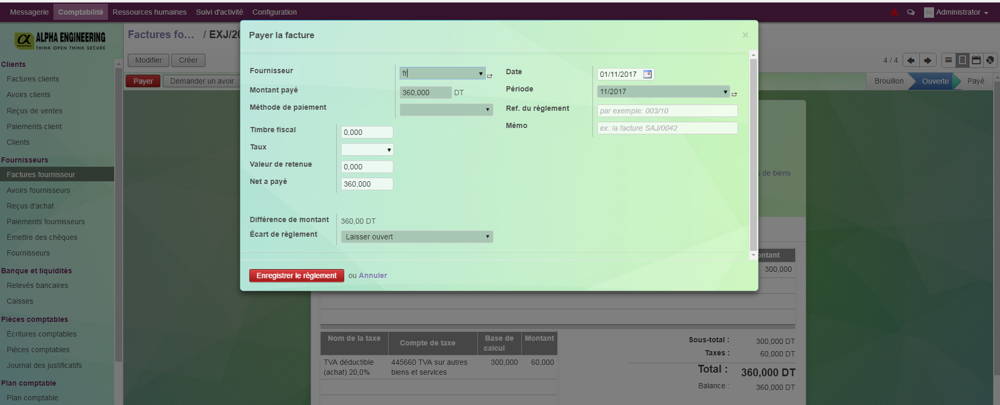 Messagerie Comptabilité Ressources humaines Suivi d'activité Configuration Administrator
ALPHA ENGINEERING
THINK OPEN THINK SECURE
Clients
Factures clients
Avoirs clients
Reçus de ventes
Paiements client
Clients
Fournisseurs
Factures fournisseur
Avoirs fournisseurs
Reçus d'achat
Paiements fournisseurs
Émettre des chèques
Fournisseurs
Banque et liquidités
Relevés bancaires
Caisses
Pièces comptables
Écritures comptables
Pièces comptables
Journal des justificatifs
Plan comptable
Plan comptable
Factures fo... / EXJ/20
Modifier Créer
4 / 4
Payer Demander un avoir
Brouillon Ouverte Payé
Payer la facture ×
Fournisseur fr
Montant payé 360,000 DT
Méthode de paiement
Date 01/11/2017
Période 11/2017
Ref. du règlement par exemple: 003/10
Mémo ex: la facture SAJ/0042
Timbre fiscal 0,000
Taux
Valeur de retenue 0,000
Net a payé 360,000
Différence de montant 360,00 DT
Écart de règlement Laisser ouvert
Enregistrer le règlement ou Annuler
de biens
ontant
300,000
Nom de la taxe Compte de taxe Base de calcul Montant
TVA déductible 445660 TVA sur autres 300,000 60,000
(achat) 20,0% biens et services
Sous-total : 300,000 DT
Taxes : 60,000 DT
Total : 360,000 DT
Balance : 360,000 DT